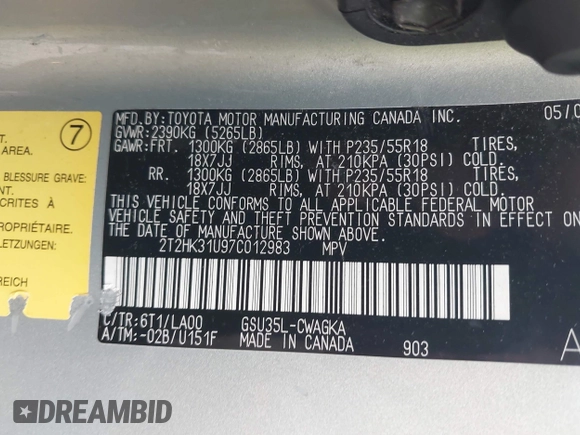 MFD.BY:TOYOTA MOTOR MANUFACTURING CANADA INC. 05/0
GVWR:2390KG (5265LB)
GAWR:FRT. 1300KG (2865LB) WITH P235/55R18 TIRES,
18X7JJ RIMS, AT 210KPA (30PSI) COLD.
RR. 1300KG (2865LB) WITH P235/55R18 TIRES,
18X7JJ RIMS, AT 210KPA (30PSI) COLD.
THIS VEHICLE CONFORMS TO ALL APPLICABLE FEDERAL MOTOR
VEHICLE SAFETY AND THEFT PREVENTION STANDARDS IN EFFECT ON
THE DATE OF MANUFACTURE SHOWN ABOVE.
2T2HK31U97C012983 MPV
C/TR:6T1/LA00 GSU35L-CWAGKA
A/TM:-02B/U151F MADE IN CANADA 903 A
7
T.
AREA.
BLESSURE GRAVE:
ENT.
CRITES À
PROPRIÉTAIRE.
LETZUNGEN:
REICH
DREAMBID